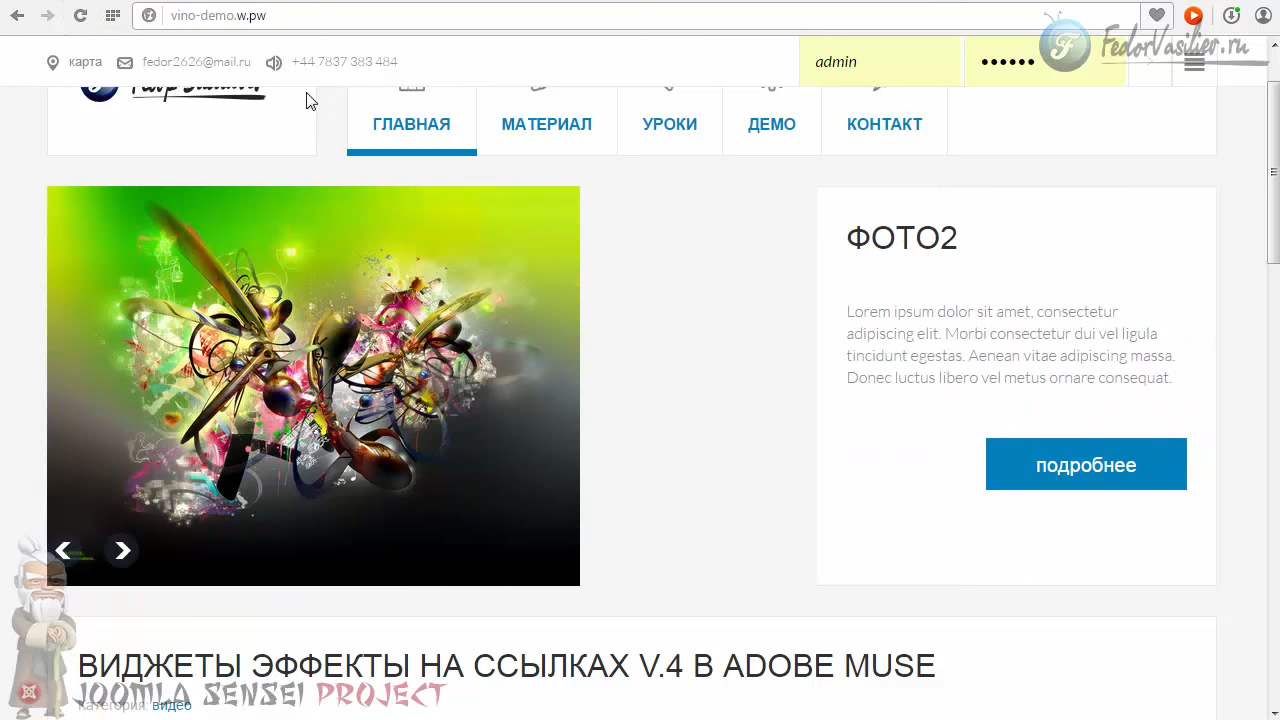 vino-demo.w.pw
карта fedor2626@mail.ru +44 7837 383 484 admin ••••••
FedorVasilier.ru
ГЛАВНАЯ МАТЕРИАЛ УРОКИ ДЕМО КОНТАКТ
ФОТО2
Lorem ipsum dolor sit amet, consectetur
adipiscing elit. Morbi consectetur dui vel ligula
tincidunt egestas. Aenean vitae adipiscing massa.
Donec luctus libero vel metus ornare consequat.
подробнее
ВИДЖЕТЫ ЭФФЕКТЫ НА ССЫЛКАХ V.4 В ADOBE MUSE
JOOMLA SENSEI PROJECT
Категория: видео